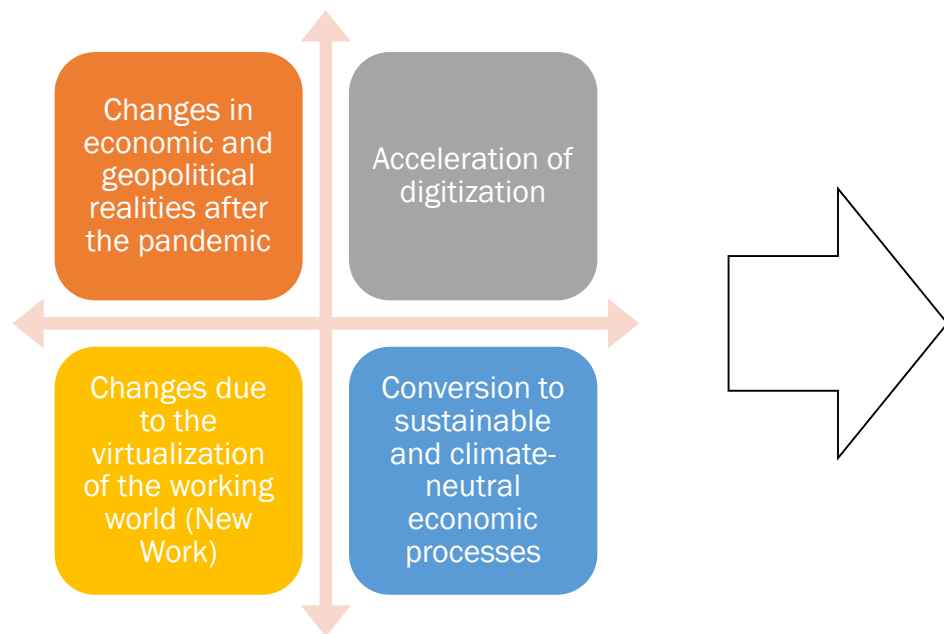 Changes in
economic and
geopolitical
realities after
the pandemic
Acceleration of
digitization
Changes due
to the
virtualization
of the working
world (New
Work)
Conversion to
sustainable
and climate-
neutral
economic
processes